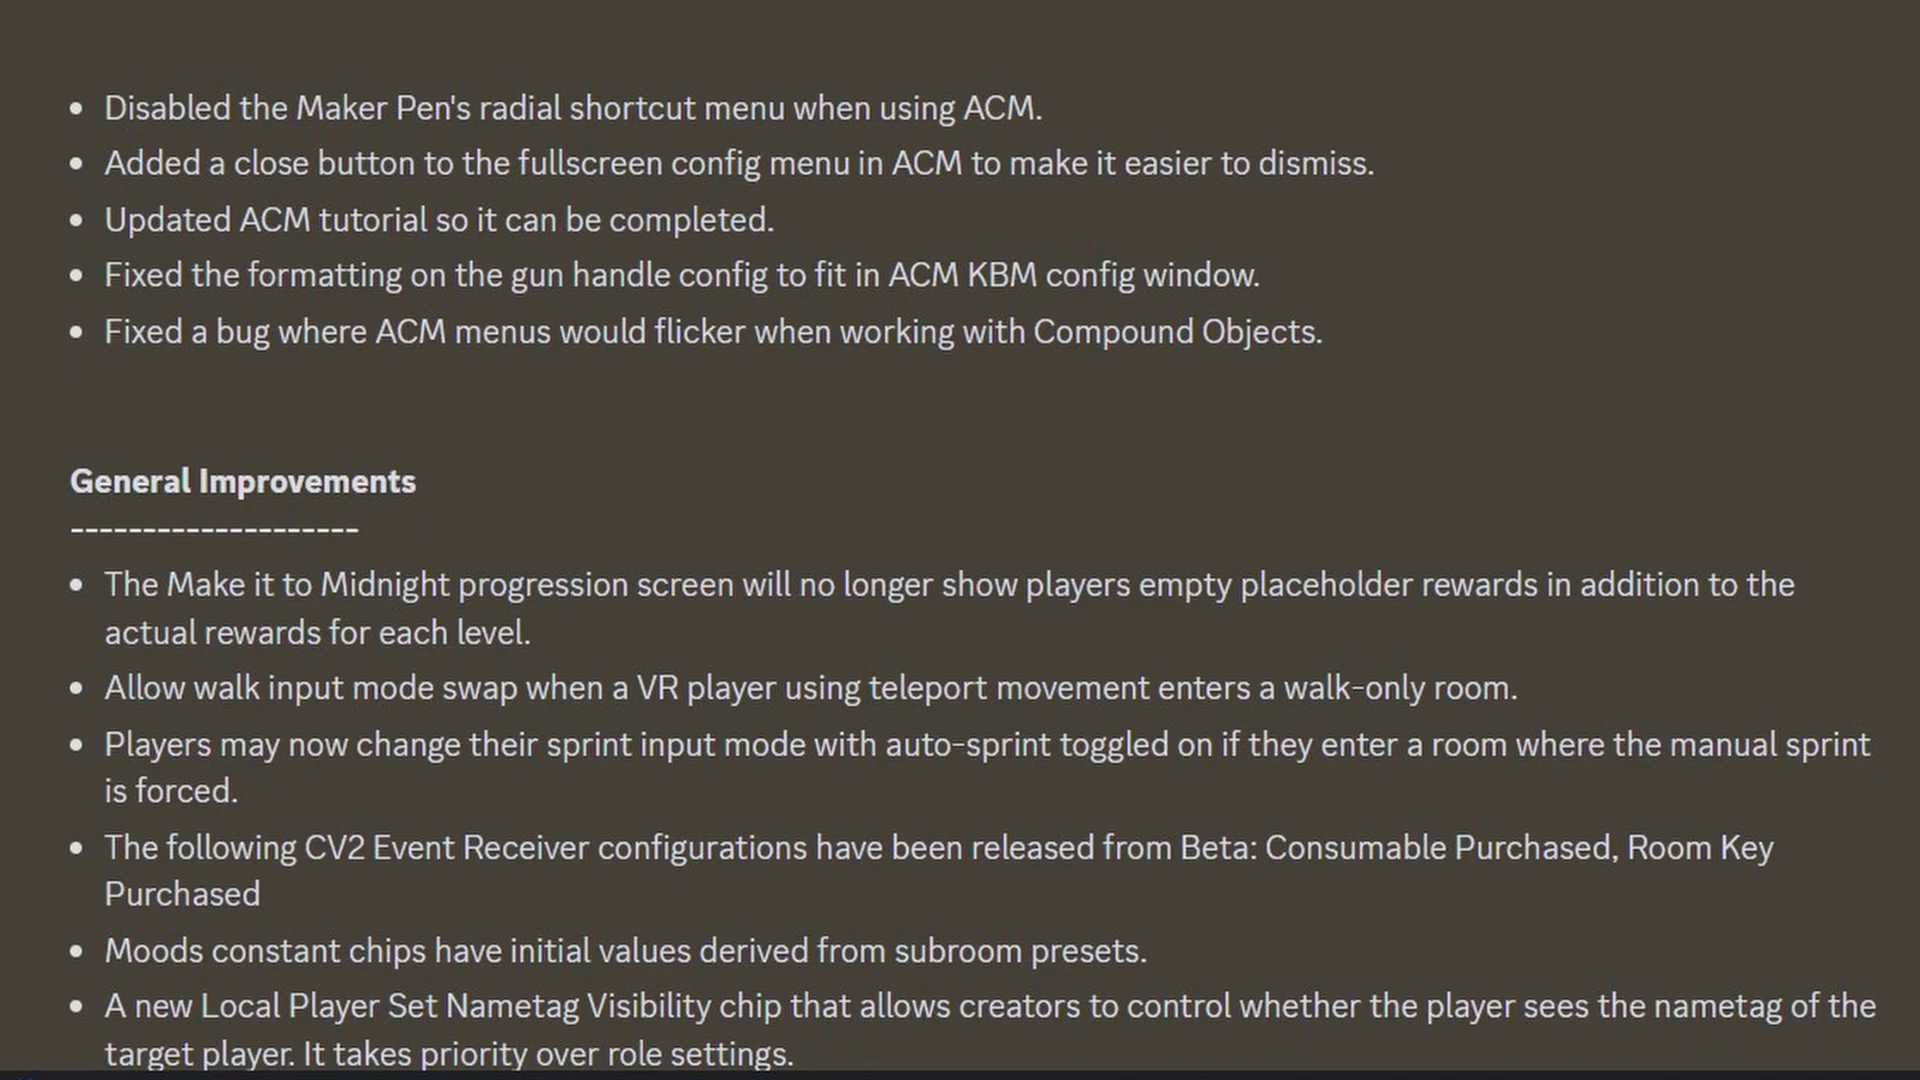 • Disabled the Maker Pen's radial shortcut menu when using ACM.
• Added a close button to the fullscreen config menu in ACM to make it easier to dismiss.
• Updated ACM tutorial so it can be completed.
• Fixed the formatting on the gun handle config to fit in ACM KBM config window.
• Fixed a bug where ACM menus would flicker when working with Compound Objects.
General Improvements
--------------------
• The Make it to Midnight progression screen will no longer show players empty placeholder rewards in addition to the
actual rewards for each level.
• Allow walk input mode swap when a VR player using teleport movement enters a walk-only room.
• Players may now change their sprint input mode with auto-sprint toggled on if they enter a room where the manual sprint
is forced.
• The following CV2 Event Receiver configurations have been released from Beta: Consumable Purchased, Room Key
Purchased
• Moods constant chips have initial values derived from subroom presets.
• A new Local Player Set Nametag Visibility chip that allows creators to control whether the player sees the nametag of the
target player. It takes priority over role settings.